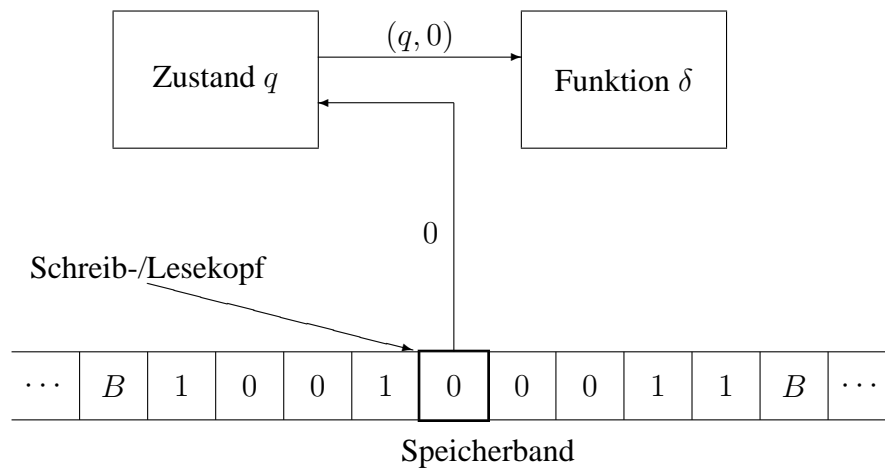 (q, 0)
Zustand q
Funktion δ
0
Schreib-/Lesekopf
··· B 1 0 0 1 0 0 0 1 1 B ···
Speicherband